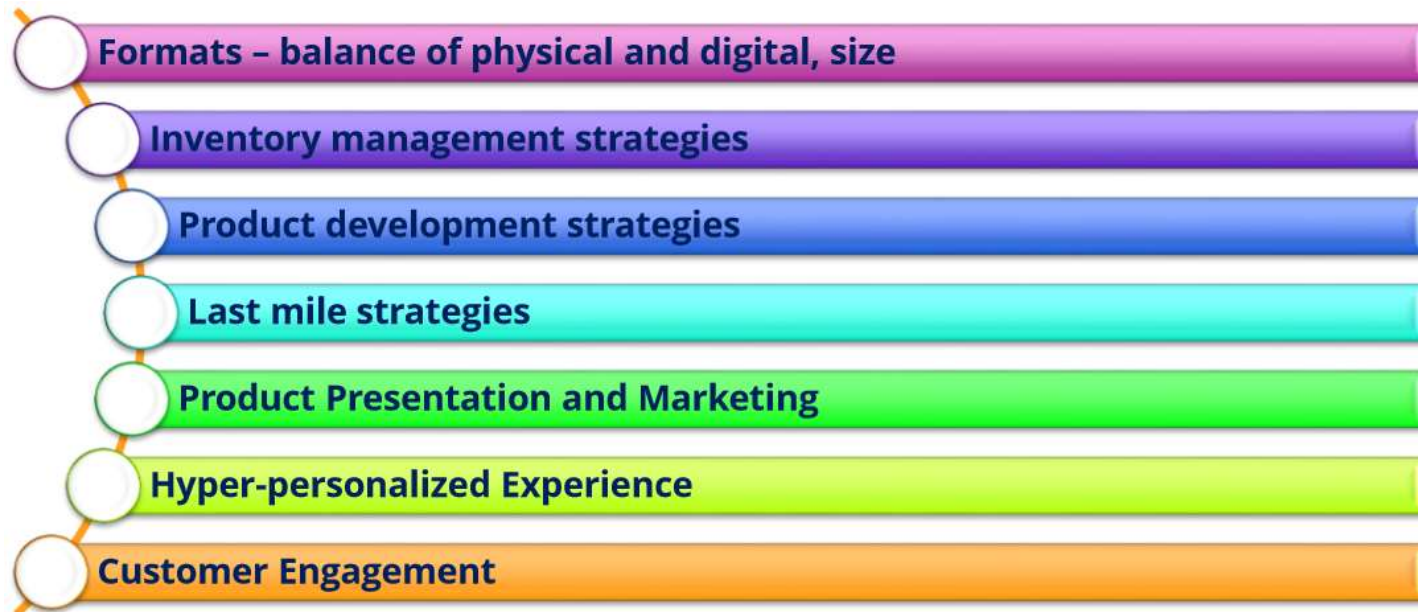 Formats – balance of physical and digital, size
Inventory management strategies
Product development strategies
Last mile strategies
Product Presentation and Marketing
Hyper-personalized Experience
Customer Engagement